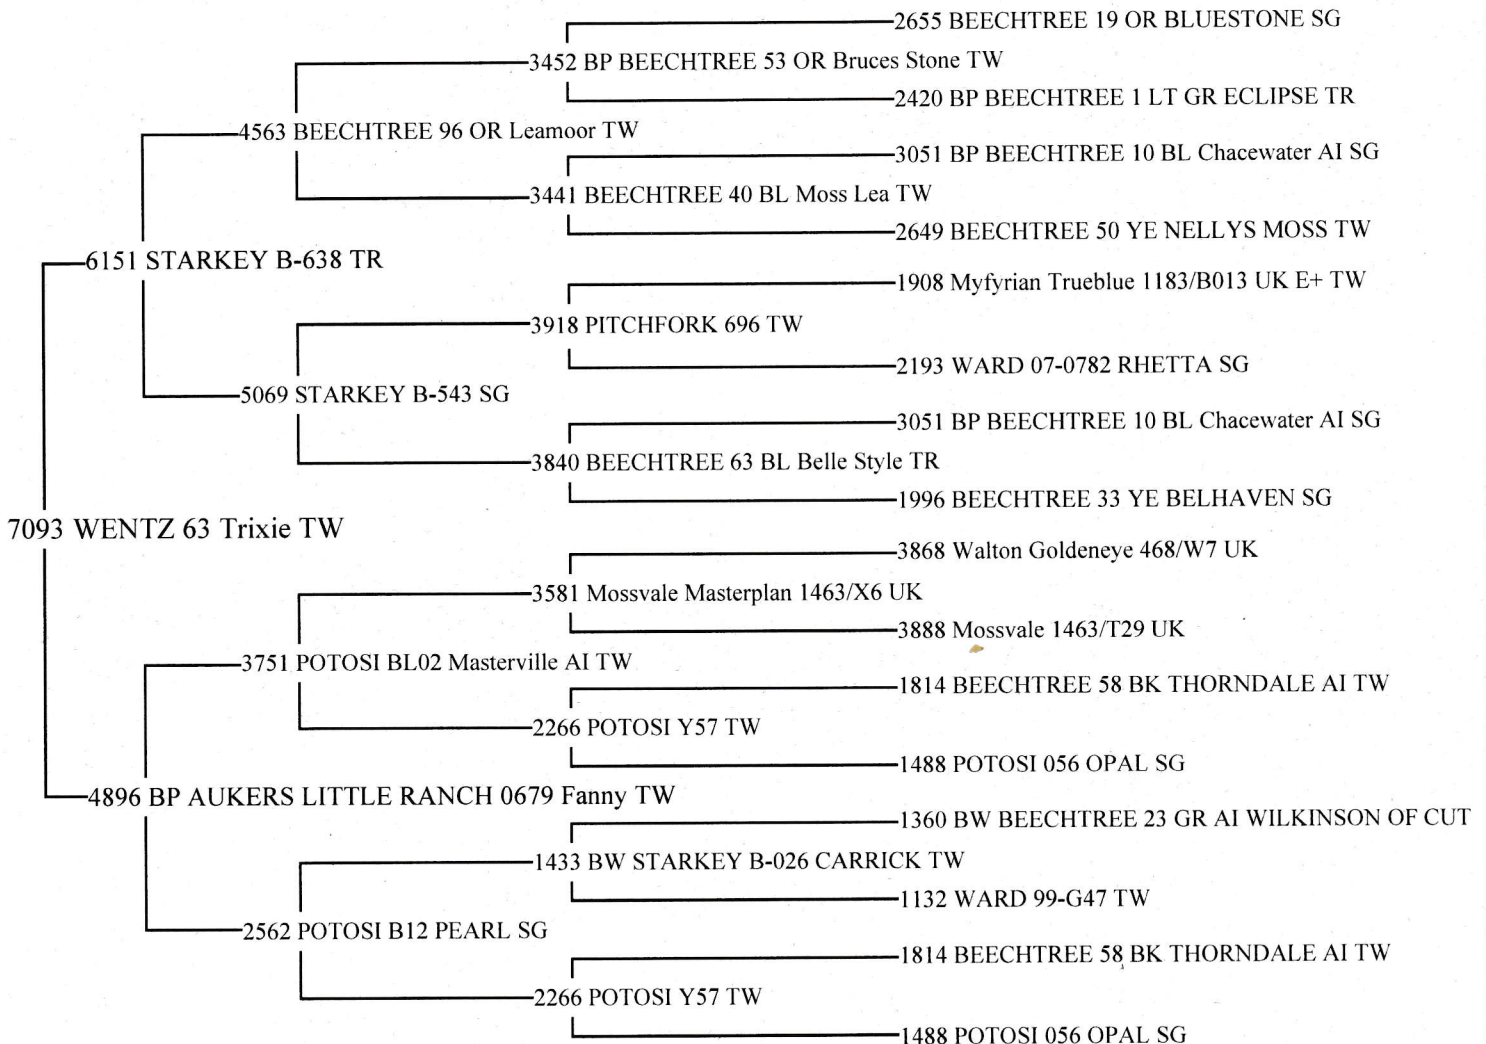 2655 BEECHTREE 19 OR BLUESTONE SG
3452 BP BEECHTREE 53 OR Bruces Stone TW
2420 BP BEECHTREE 1 LT GR ECLIPSE TR
4563 BEECHTREE 96 OR Leamoor TW
3051 BP BEECHTREE 10 BL Chacewater AI SG
3441 BEECHTREE 40 BL Moss Lea TW
2649 BEECHTREE 50 YE NELLYS MOSS TW
6151 STARKEY B-638 TR
1908 Myfyrian Trueblue 1183/B013 UK E+ TW
3918 PITCHFORK 696 TW
2193 WARD 07-0782 RHETTA SG
5069 STARKEY B-543 SG
3051 BP BEECHTREE 10 BL Chacewater AI SG
3840 BEECHTREE 63 BL Belle Style TR
1996 BEECHTREE 33 YE BELHAVEN SG
7093 WENTZ 63 Trixie TW
3868 Walton Goldeneye 468/W7 UK
3581 Mossvale Masterplan 1463/X6 UK
3888 Mossvale 1463/T29 UK
3751 POTOSI BL02 Masterville AI TW
1814 BEECHTREE 58 BK THORNDALE AI TW
2266 POTOSI Y57 TW
1488 POTOSI 056 OPAL SG
4896 BP AUKERS LITTLE RANCH 0679 Fanny TW
1360 BW BEECHTREE 23 GR AI WILKINSON OF CUT
1433 BW STARKEY B-026 CARRICK TW
1132 WARD 99-G47 TW
2562 POTOSI B12 PEARL SG
1814 BEECHTREE 58 BK THORNDALE AI TW
2266 POTOSI Y57 TW
1488 POTOSI 056 OPAL SG